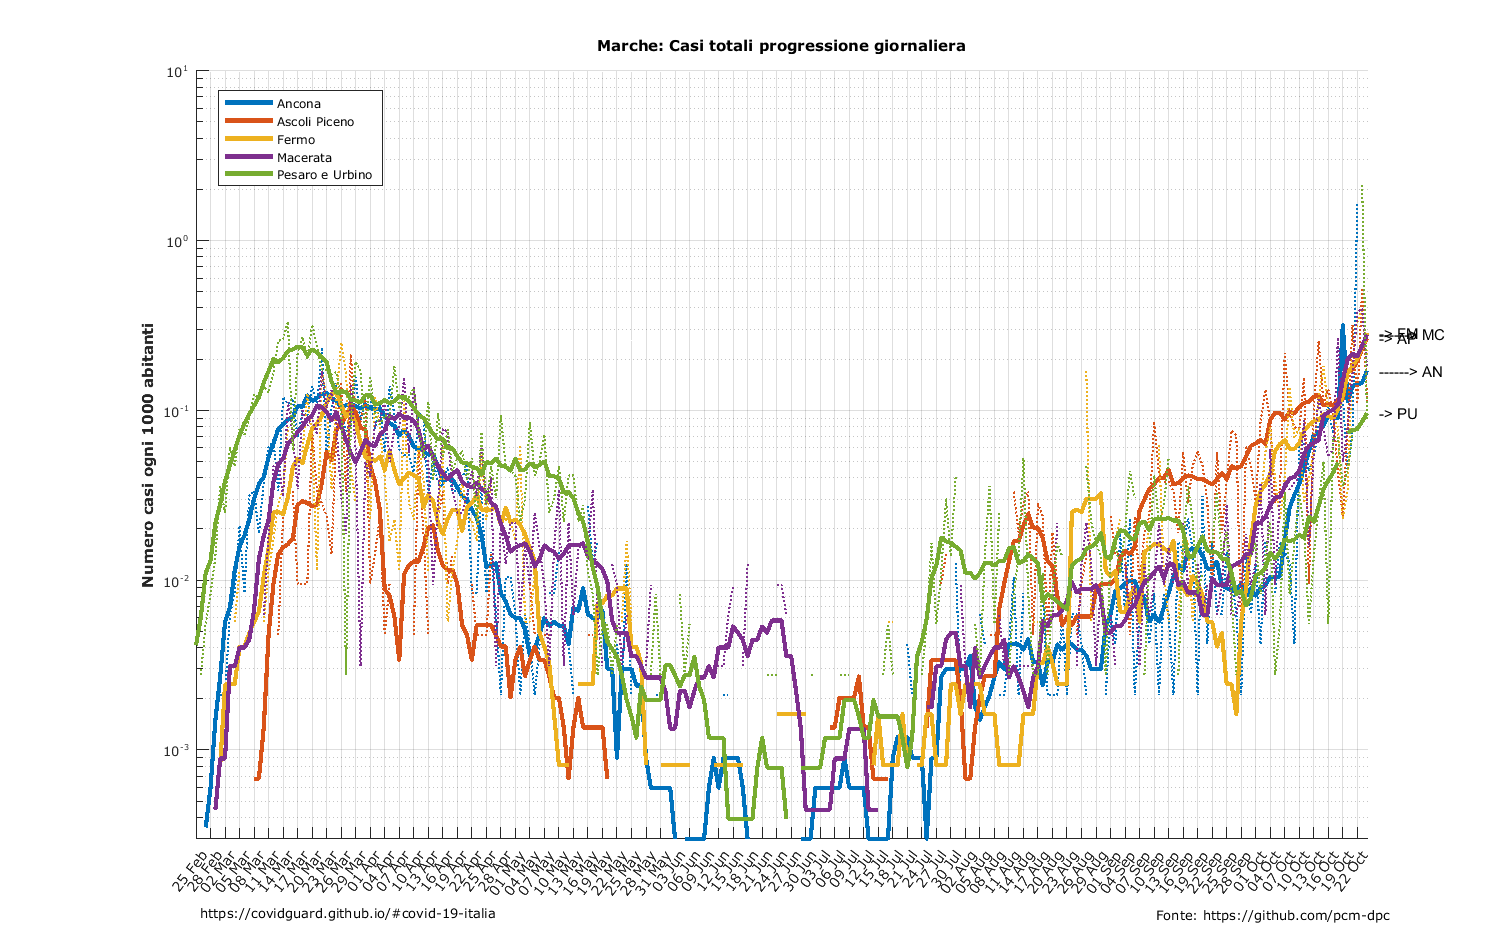 Marche: Casi totali progressione giornaliera
Numero casi ogni 1000 abitanti
10¹
10⁰
10⁻¹
10⁻²
10⁻³
Ancona
Ascoli Piceno
Fermo
Macerata
Pesaro e Urbino
-> FM
------> MC
-> AP
------> AN
-> PU
25 Feb
28 Feb
02 Mar
05 Mar
08 Mar
11 Mar
14 Mar
17 Mar
20 Mar
23 Mar
26 Mar
29 Mar
01 Apr
04 Apr
07 Apr
10 Apr
13 Apr
16 Apr
19 Apr
22 Apr
25 Apr
28 Apr
01 May
04 May
07 May
10 May
13 May
16 May
19 May
22 May
25 May
28 May
31 May
03 Jun
06 Jun
09 Jun
12 Jun
15 Jun
18 Jun
21 Jun
24 Jun
27 Jun
30 Jun
03 Jul
06 Jul
09 Jul
12 Jul
15 Jul
18 Jul
21 Jul
24 Jul
27 Jul
30 Jul
02 Aug
05 Aug
08 Aug
11 Aug
14 Aug
17 Aug
20 Aug
23 Aug
26 Aug
29 Aug
01 Sep
04 Sep
07 Sep
10 Sep
13 Sep
16 Sep
19 Sep
22 Sep
25 Sep
28 Sep
01 Oct
04 Oct
07 Oct
10 Oct
13 Oct
16 Oct
19 Oct
22 Oct
https://covidguard.github.io/#covid-19-italia
Fonte: https://github.com/pcm-dpc